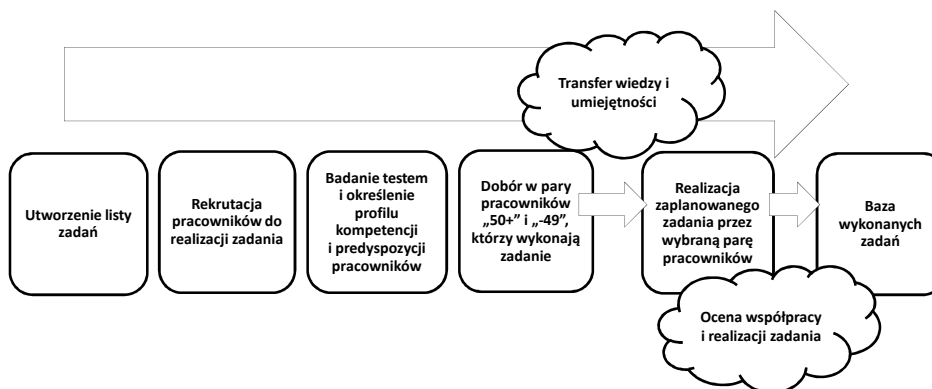 Transfer wiedzy i
umiejętności
Utworzenie listy
zadań
Rekrutacja
pracowników do
realizacji zadania
Badanie testem
i określenie
profilu
kompetencji
i predyspozycji
pracowników
Dobór w pary
pracowników
„50+” i „-49”,
którzy wykonają
zadanie
Realizacja
zaplanowanego
zadania przez
wybraną parę
pracowników
Baza
wykonanych
zadań
Ocena współpracy
i realizacji zadania